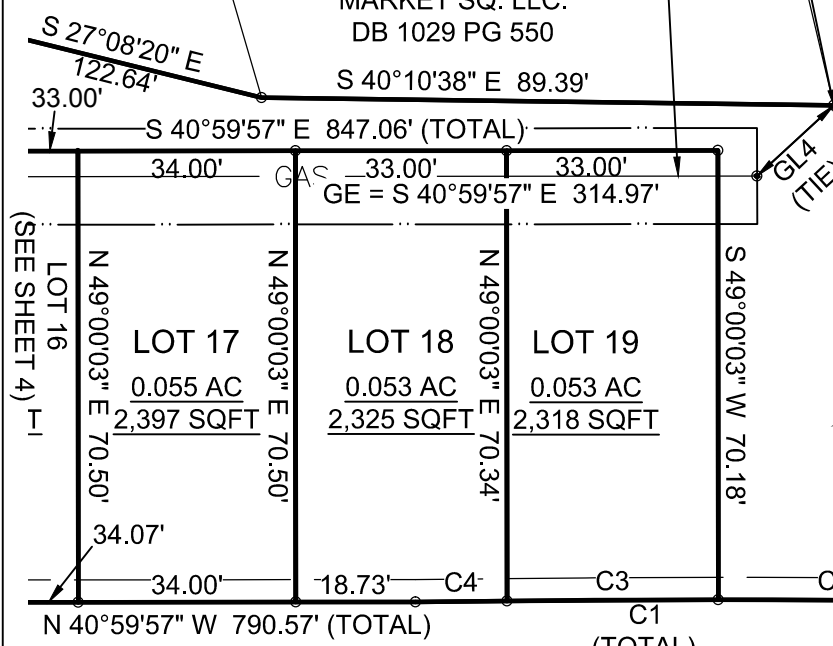 MARKET SQ. LLC.
DB 1029 PG 550
S 27°08'20" E
122.64'
S 40°10'38" E 89.39'
33.00'
S 40°59'57" E 847.06' (TOTAL)
34.00'
33.00'
33.00'
GAS
GE = S 40°59'57" E 314.97'
GL4
(TIE)
LOT 16
(SEE SHEET 4)
N 49°00'03" E 70.50'
LOT 17
0.055 AC
2,397 SQFT
N 49°00'03" E 70.50'
LOT 18
0.053 AC
2,325 SQFT
N 49°00'03" E 70.34'
LOT 19
0.053 AC
2,318 SQFT
S 49°00'03" W 70.18'
34.07'
34.00'
18.73'
C4
C3
N 40°59'57" W 790.57' (TOTAL)
C1
(TOTAL)